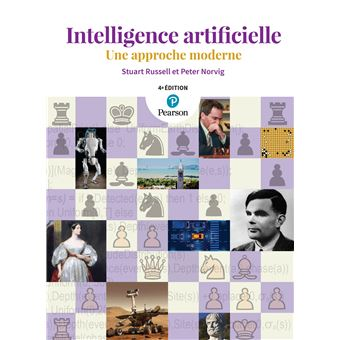 Intelligence artificielle
Une approche moderne
Stuart Russell et Peter Norvig
4e ÉDITION
Pearson